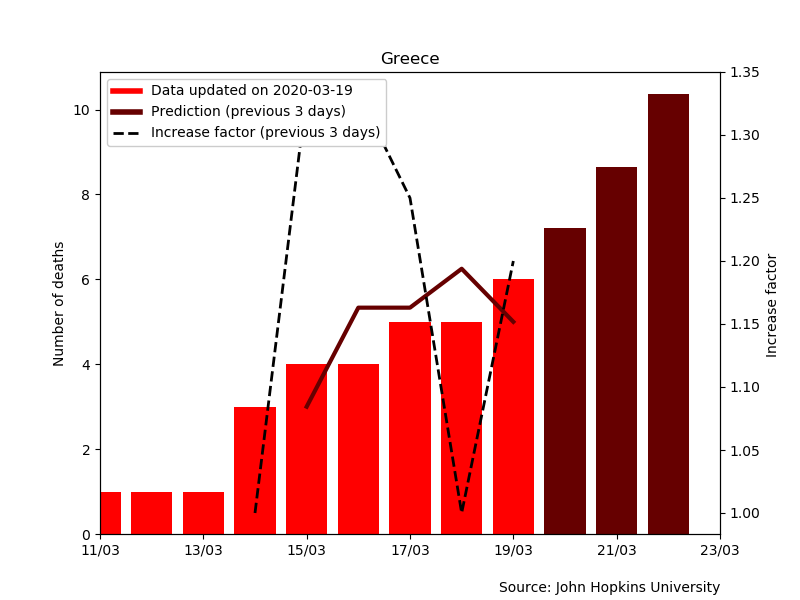 Greece
Data updated on 2020-03-19
Prediction (previous 3 days)
Increase factor (previous 3 days)
10
8
6
4
2
0
Number of deaths
1.35
1.30
1.25
1.20
1.15
1.10
1.05
1.00
Increase factor
11/03 13/03 15/03 17/03 19/03 21/03 23/03
Source: John Hopkins University